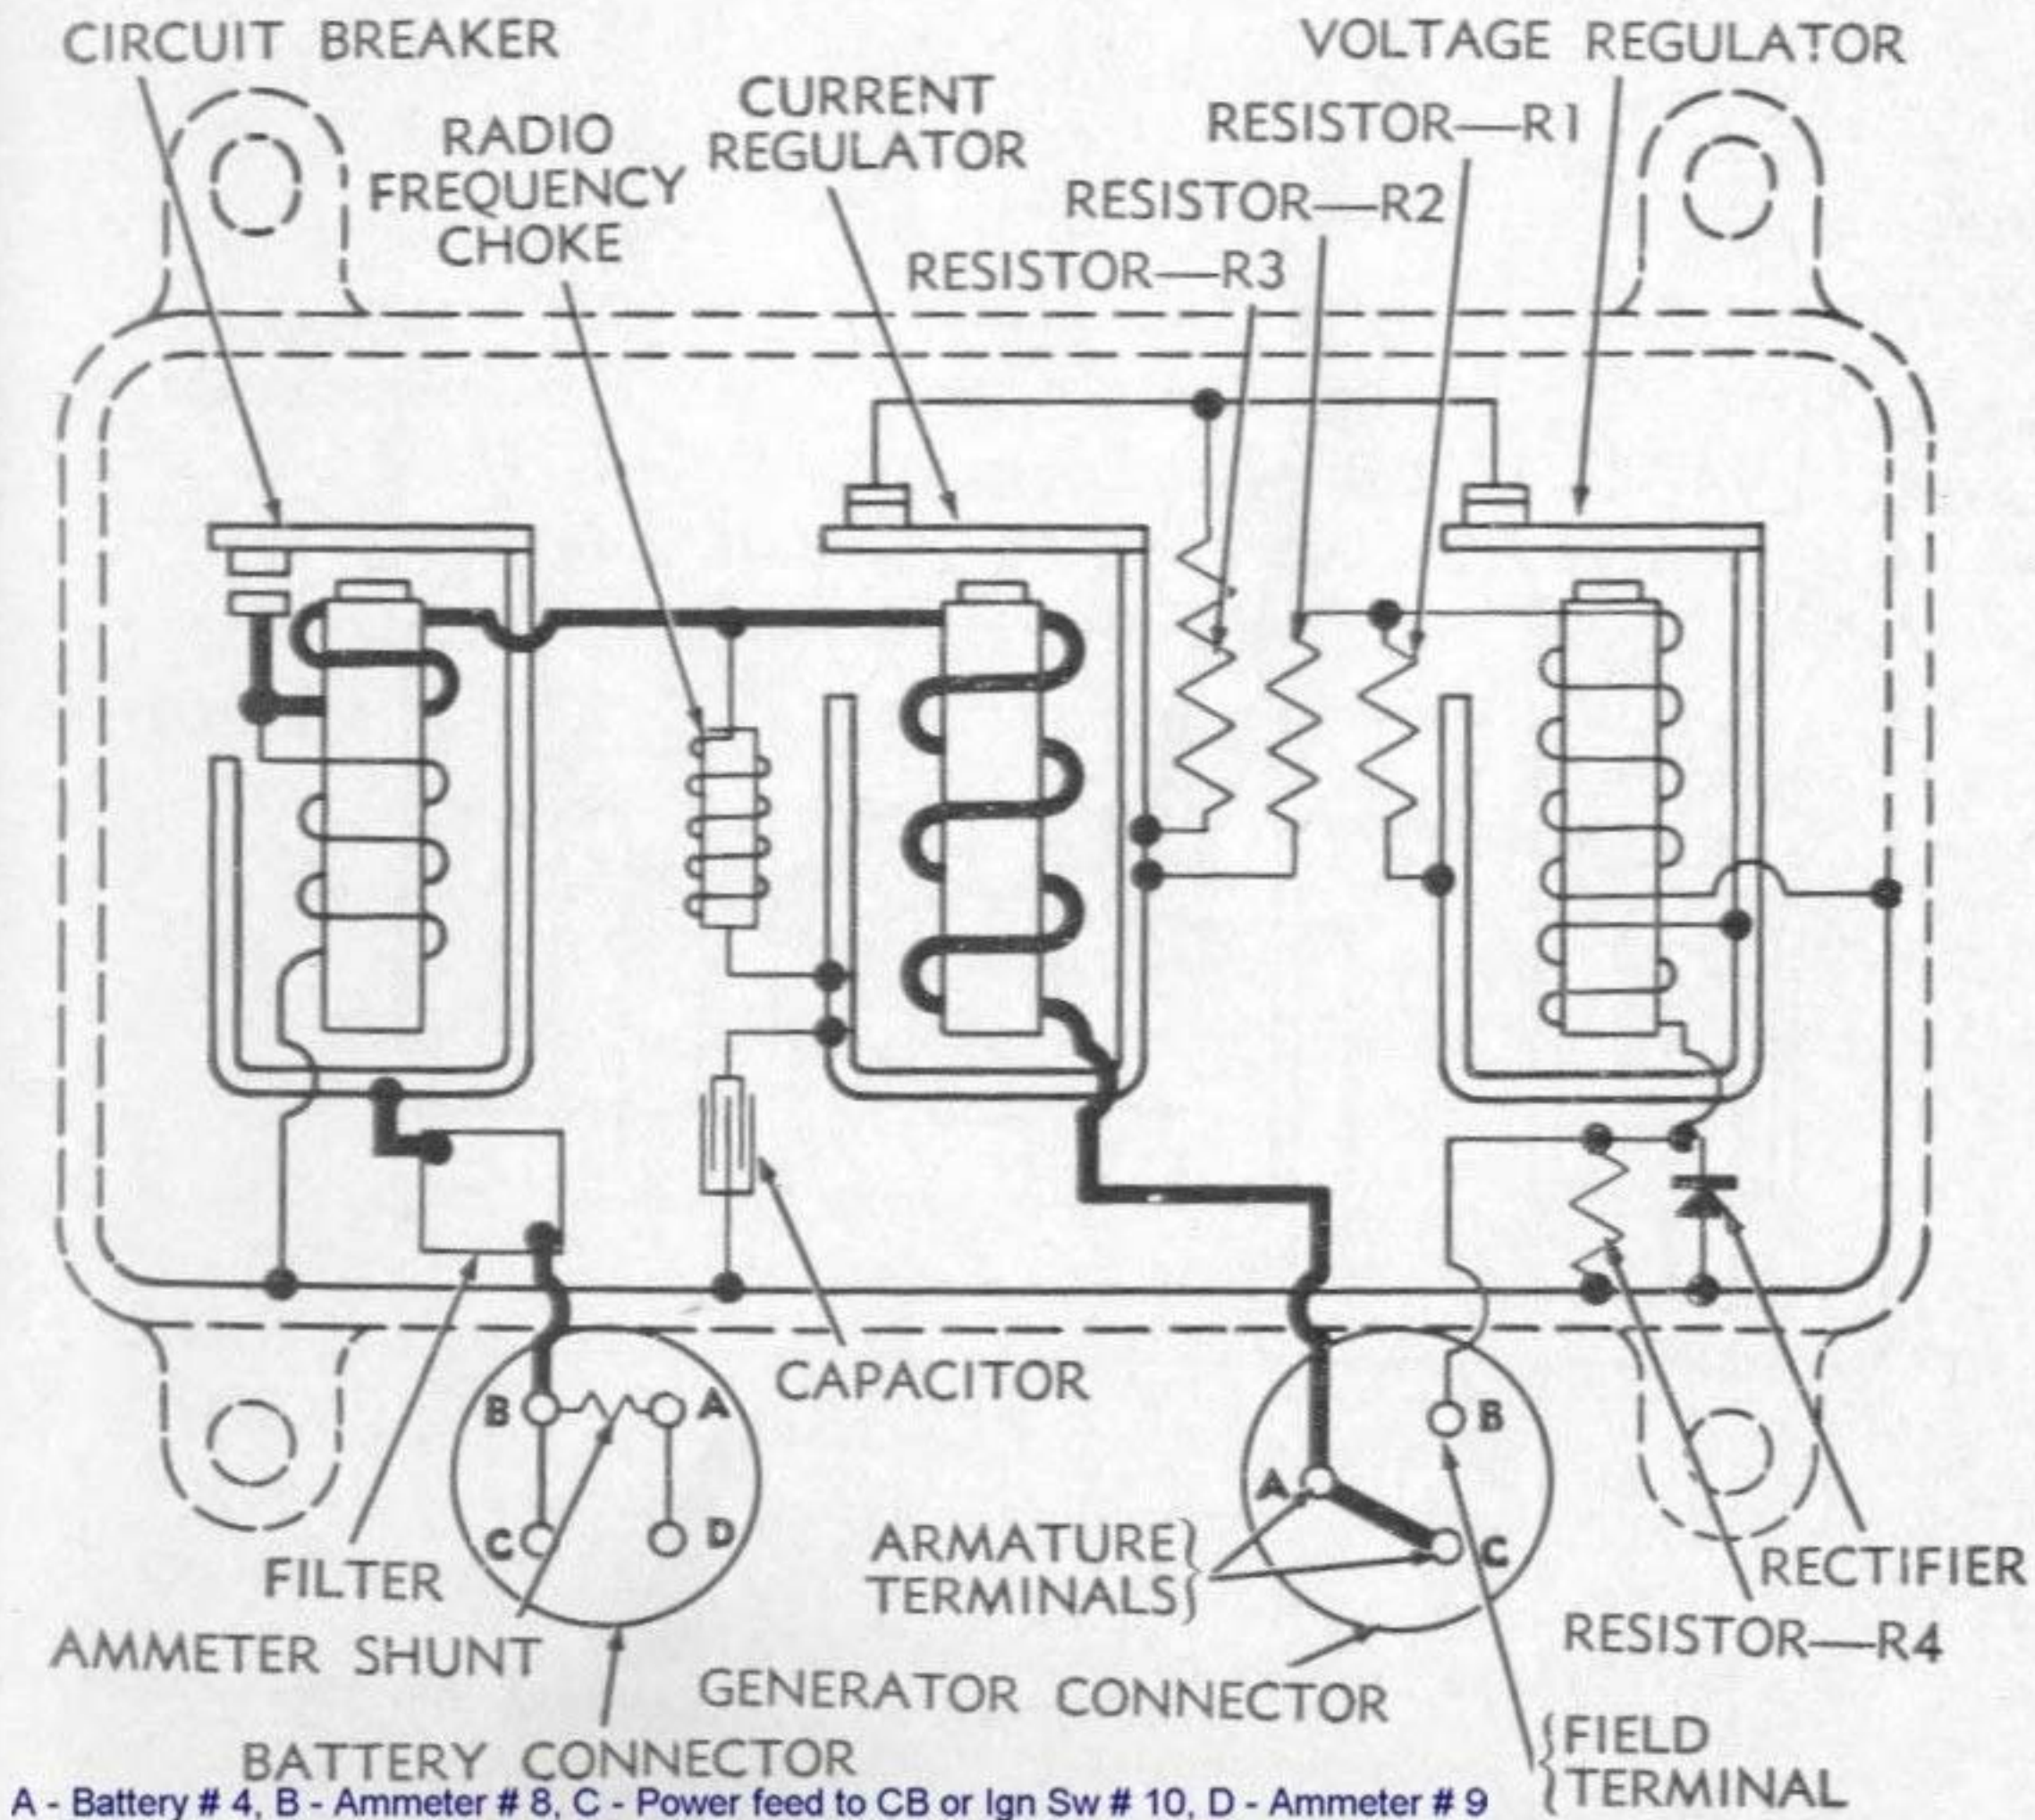 CIRCUIT BREAKER
VOLTAGE REGULATOR
CURRENT
REGULATOR
RADIO
FREQUENCY
CHOKE
RESISTOR—R1
RESISTOR—R2
RESISTOR—R3
CAPACITOR
B
A
C
D
B
A
C
FILTER
AMMETER SHUNT
ARMATURE
TERMINALS
RECTIFIER
RESISTOR—R4
GENERATOR CONNECTOR
BATTERY CONNECTOR
FIELD
TERMINAL
A - Battery # 4, B - Ammeter # 8, C - Power feed to CB or Ign Sw # 10, D - Ammeter # 9